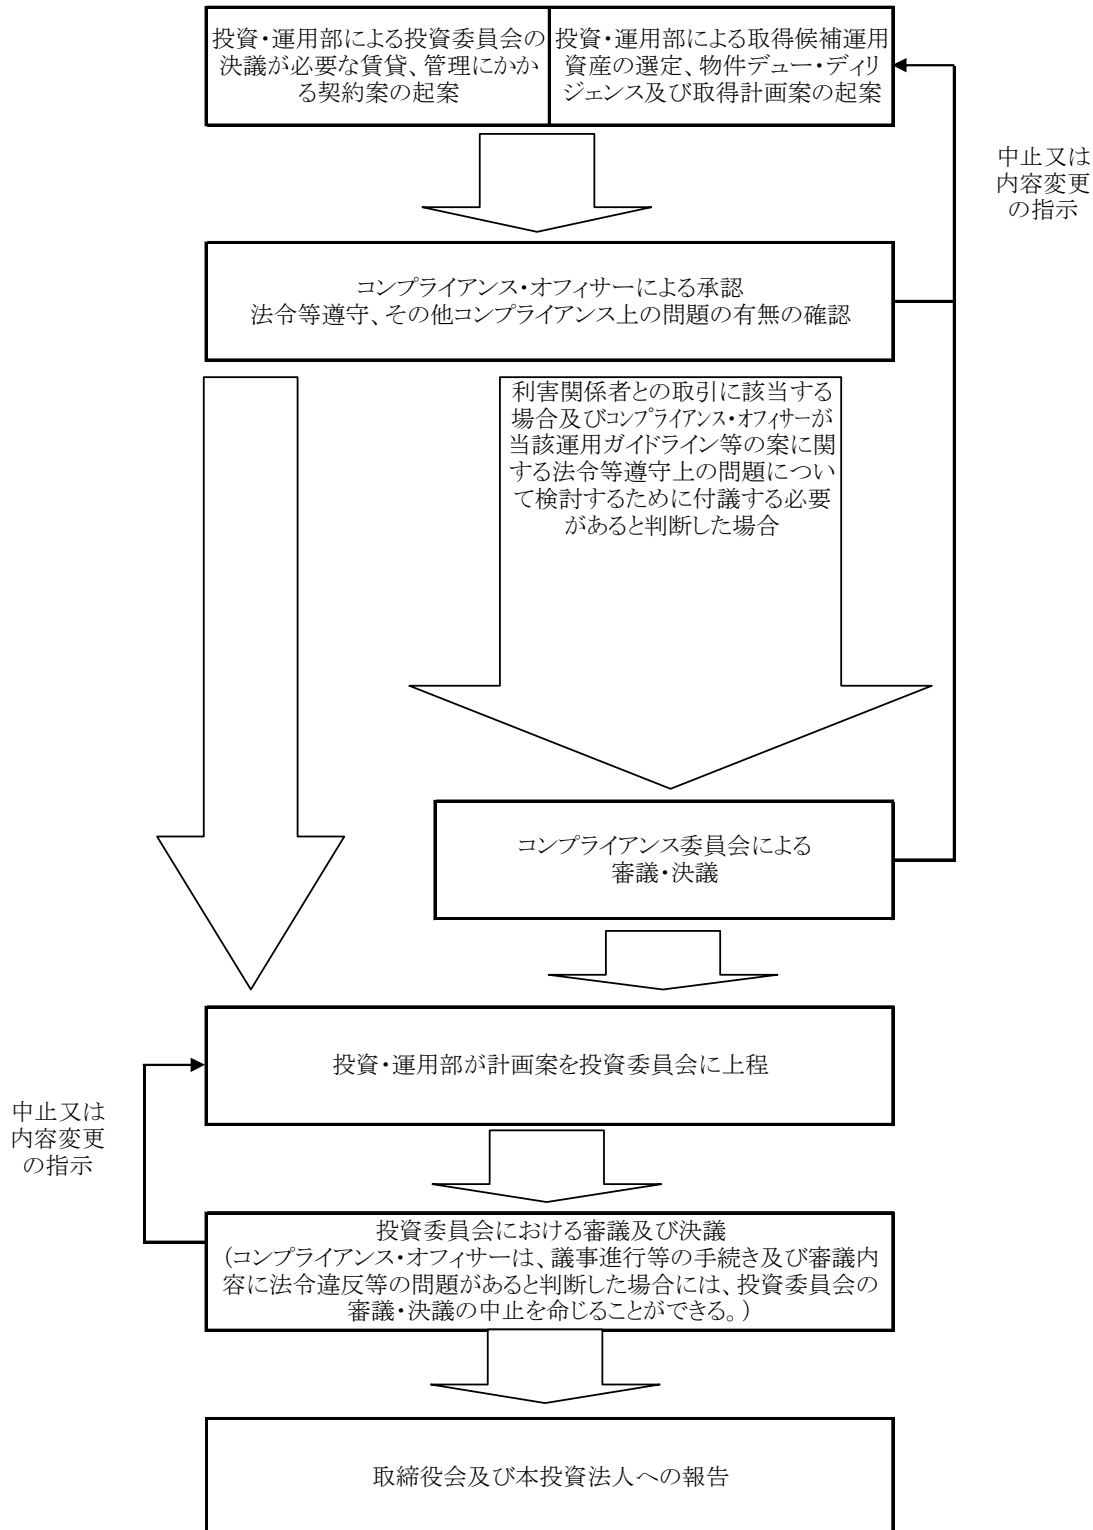 投資・運用部による投資委員会の
決議が必要な賃貸、管理にかか
る契約案の起案
投資・運用部による取得候補運用
資産の選定、物件デュー・ディリ
ジェンス及び取得計画案の起案
中止又は
内容変更
の指示
コンプライアンス・オフィサーによる承認
法令等遵守、その他コンプライアンス上の問題の有無の確認
利害関係者との取引に該当する
場合及びコンプライアンス・オフィサーが
当該運用ガイドライン等の案に関
する法令等遵守上の問題につい
て検討するために付議する必要
があると判断した場合
コンプライアンス委員会による
審議・決議
投資・運用部が計画案を投資委員会に上程
中止又は
内容変更
の指示
投資委員会における審議及び決議
(コンプライアンス・オフィサーは、議事進行等の手続き及び審議内
容に法令違反等の問題があると判断した場合には、投資委員会の
審議・決議の中止を命じることができる。)
取締役会及び本投資法人への報告